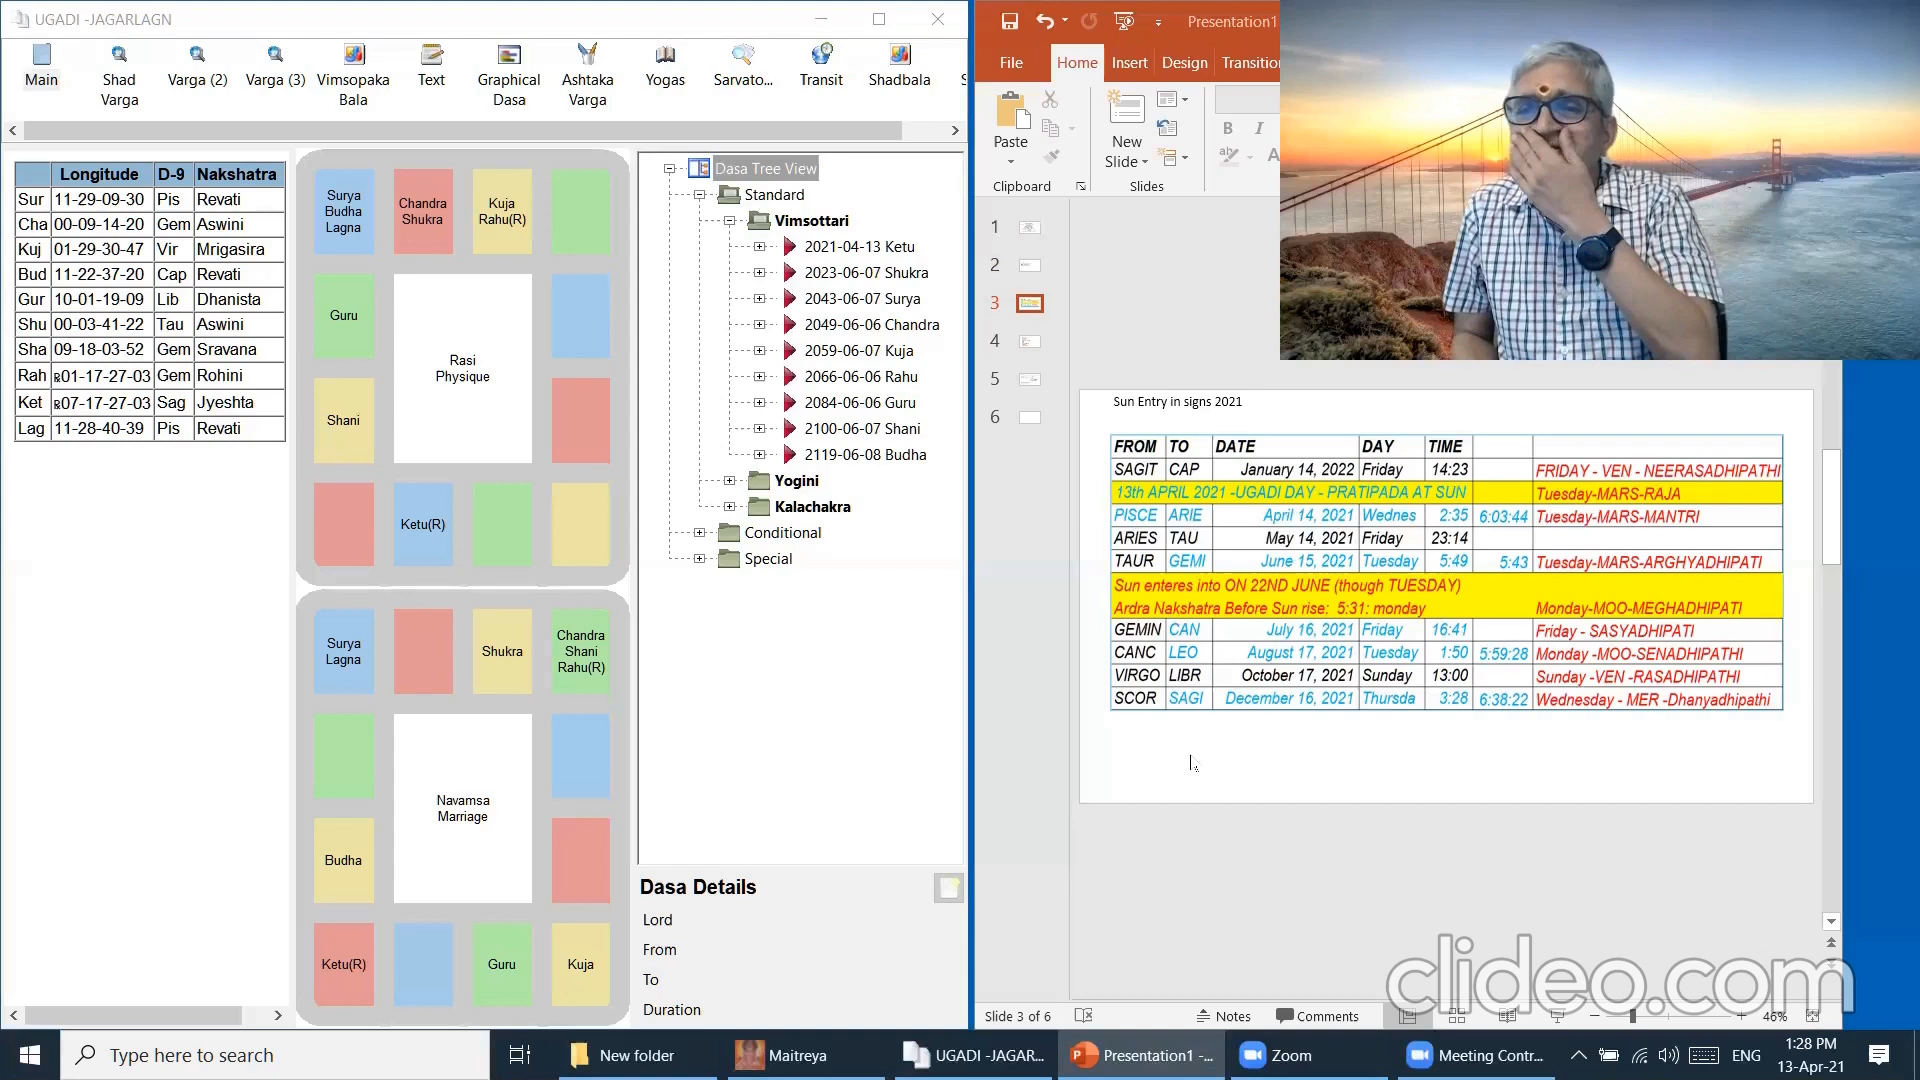 UGADI -JAGARLAGN
Main
Shad Varga
Varga (2)
Varga (3)
Vimsopaka Bala
Text
Graphical Dasa
Ashtaka Varga
Yogas
Sarvato...
Transit
Shadbala
Longitude D-9 Nakshatra
Sur 11-29-09-30 Pis Revati
Cha 00-09-14-20 Gem Aswini
Kuj 01-29-30-47 Vir Mrigasira
Bud 11-22-37-20 Cap Revati
Gur 10-01-19-09 Lib Dhanista
Shu 00-03-41-22 Tau Aswini
Sha 09-18-03-52 Gem Sravana
Rah ℞01-17-27-03 Gem Rohini
Ket ℞07-17-27-03 Sag Jyeshta
Lag 11-28-40-39 Pis Revati
Surya
Budha
Lagna
Chandra
Shukra
Kuja
Rahu(R)
Guru
Rasi
Physique
Shani
Ketu(R)
Surya
Lagna
Shukra
Chandra
Shani
Rahu(R)
Navamsa
Marriage
Budha
Ketu(R)
Guru
Kuja
Dasa Tree View
Standard
Vimsottari
2021-04-13 Ketu
2023-06-07 Shukra
2043-06-07 Surya
2049-06-06 Chandra
2059-06-07 Kuja
2066-06-06 Rahu
2084-06-06 Guru
2100-06-07 Shani
2119-06-08 Budha
Yogini
Kalachakra
Conditional
Special
Dasa Details
Lord
From
To
Duration
Presentation1
File Home Insert Design Transition
Paste
New
Slide
B I
Clipboard
Slides
1
2
3
4
5
6
Sun Entry in signs 2021
FROM TO DATE DAY TIME
SAGIT CAP January 14, 2022 Friday 14:23 FRIDAY - VEN - NEERASADHIPATHI
13th APRIL 2021 -UGADI DAY - PRATIPADA AT SUN Tuesday-MARS-RAJA
PISCE ARIE April 14, 2021 Wednes 2:35 6:03:44 Tuesday-MARS-MANTRI
ARIES TAU May 14, 2021 Friday 23:14
TAUR GEMI June 15, 2021 Tuesday 5:49 5:43 Tuesday-MARS-ARGHYADHIPATI
Sun enteres into ON 22ND JUNE (though TUESDAY)
Ardra Nakshatra Before Sun rise: 5:31: monday Monday-MOO-MEGHADHIPATI
GEMIN CAN July 16, 2021 Friday 16:41 Friday - SASYADHIPATI
CANC LEO August 17, 2021 Tuesday 1:50 5:59:28 Monday -MOO-SENADHIPATHI
VIRGO LIBR October 17, 2021 Sunday 13:00 Sunday -VEN -RASADHIPATHI
SCOR SAGI December 16, 2021 Thursda 3:28 6:38:22 Wednesday - MER -Dhanyadhipathi
clideo.com
Slide 3 of 6
Notes
Comments
46%
Type here to search
New folder
Maitreya
UGADI -JAGAR...
Presentation1 -...
Zoom
Meeting Contr...
ENG
1:28 PM
13-Apr-21